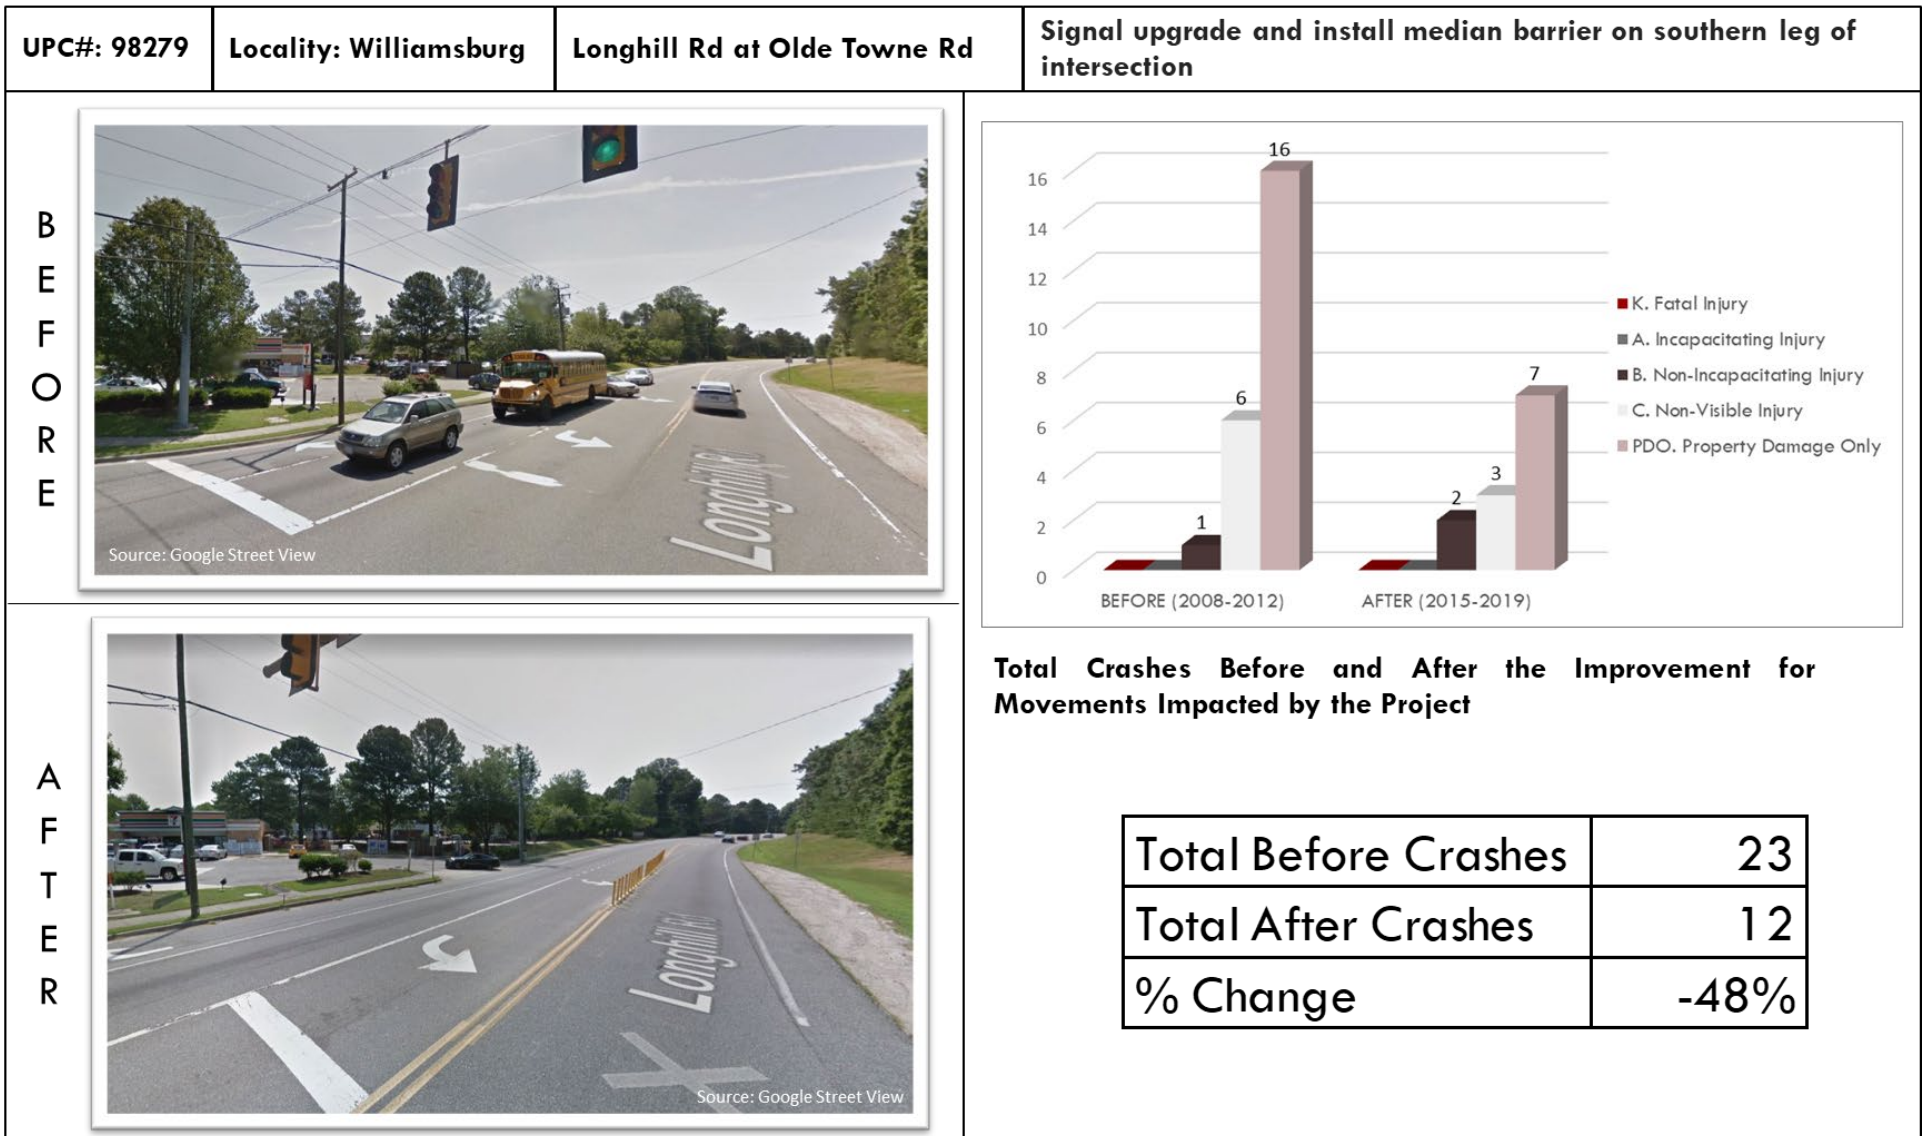 UPC#: 98279
Locality: Williamsburg
Longhill Rd at Olde Towne Rd
Signal upgrade and install median barrier on southern leg of
intersection
BEFORE
Longhill Rd
Source: Google Street View
AFTER
Longhill Rd
Source: Google Street View
16
14
12
10
8
6
4
2
0
1
6
16
2
3
7
BEFORE (2008-2012)
AFTER (2015-2019)
K. Fatal Injury
A. Incapacitating Injury
B. Non-Incapacitating Injury
C. Non-Visible Injury
PDO. Property Damage Only
Total Crashes Before and After the Improvement for
Movements Impacted by the Project
Total Before Crashes 23
Total After Crashes 12
% Change -48%